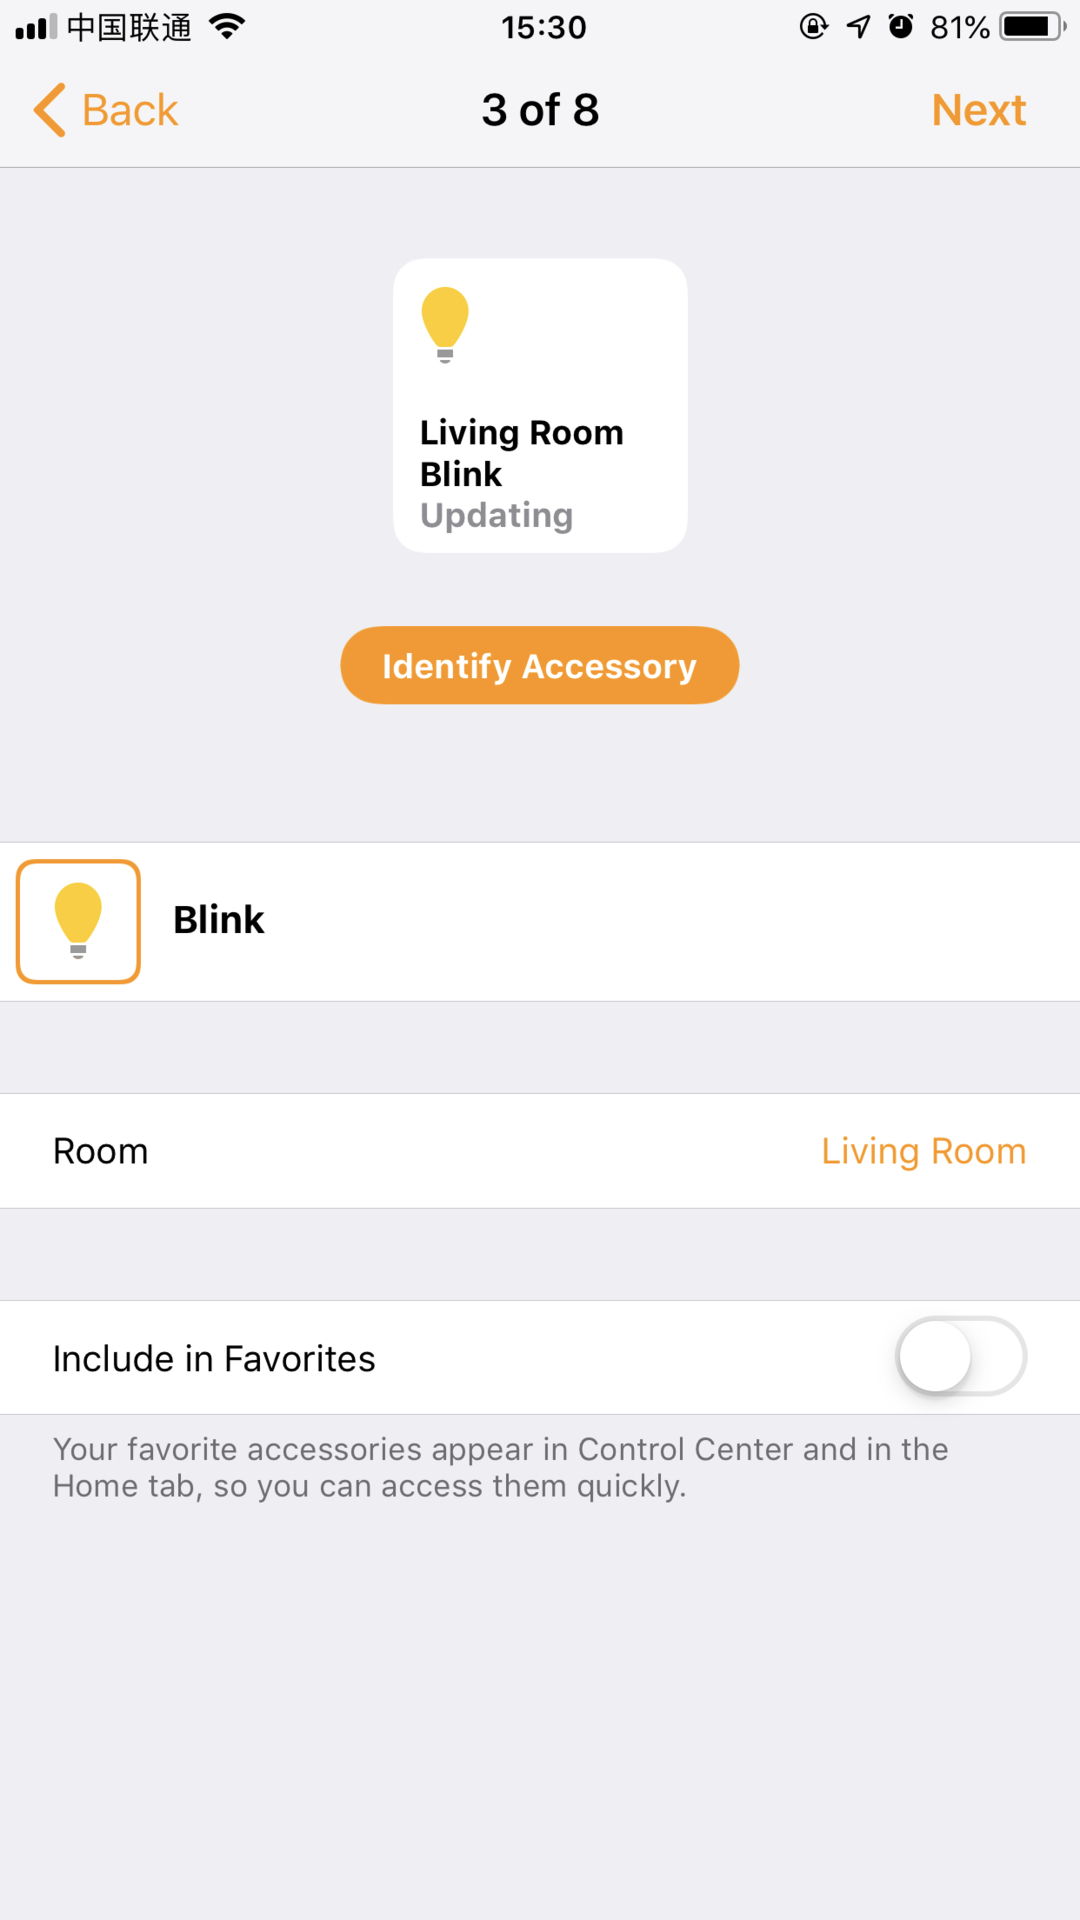 中国联通 15:30 81%
Back 3 of 8 Next
Living Room
Blink
Updating
Identify Accessory
Blink
Room Living Room
Include in Favorites
Your favorite accessories appear in Control Center and in the
Home tab, so you can access them quickly.